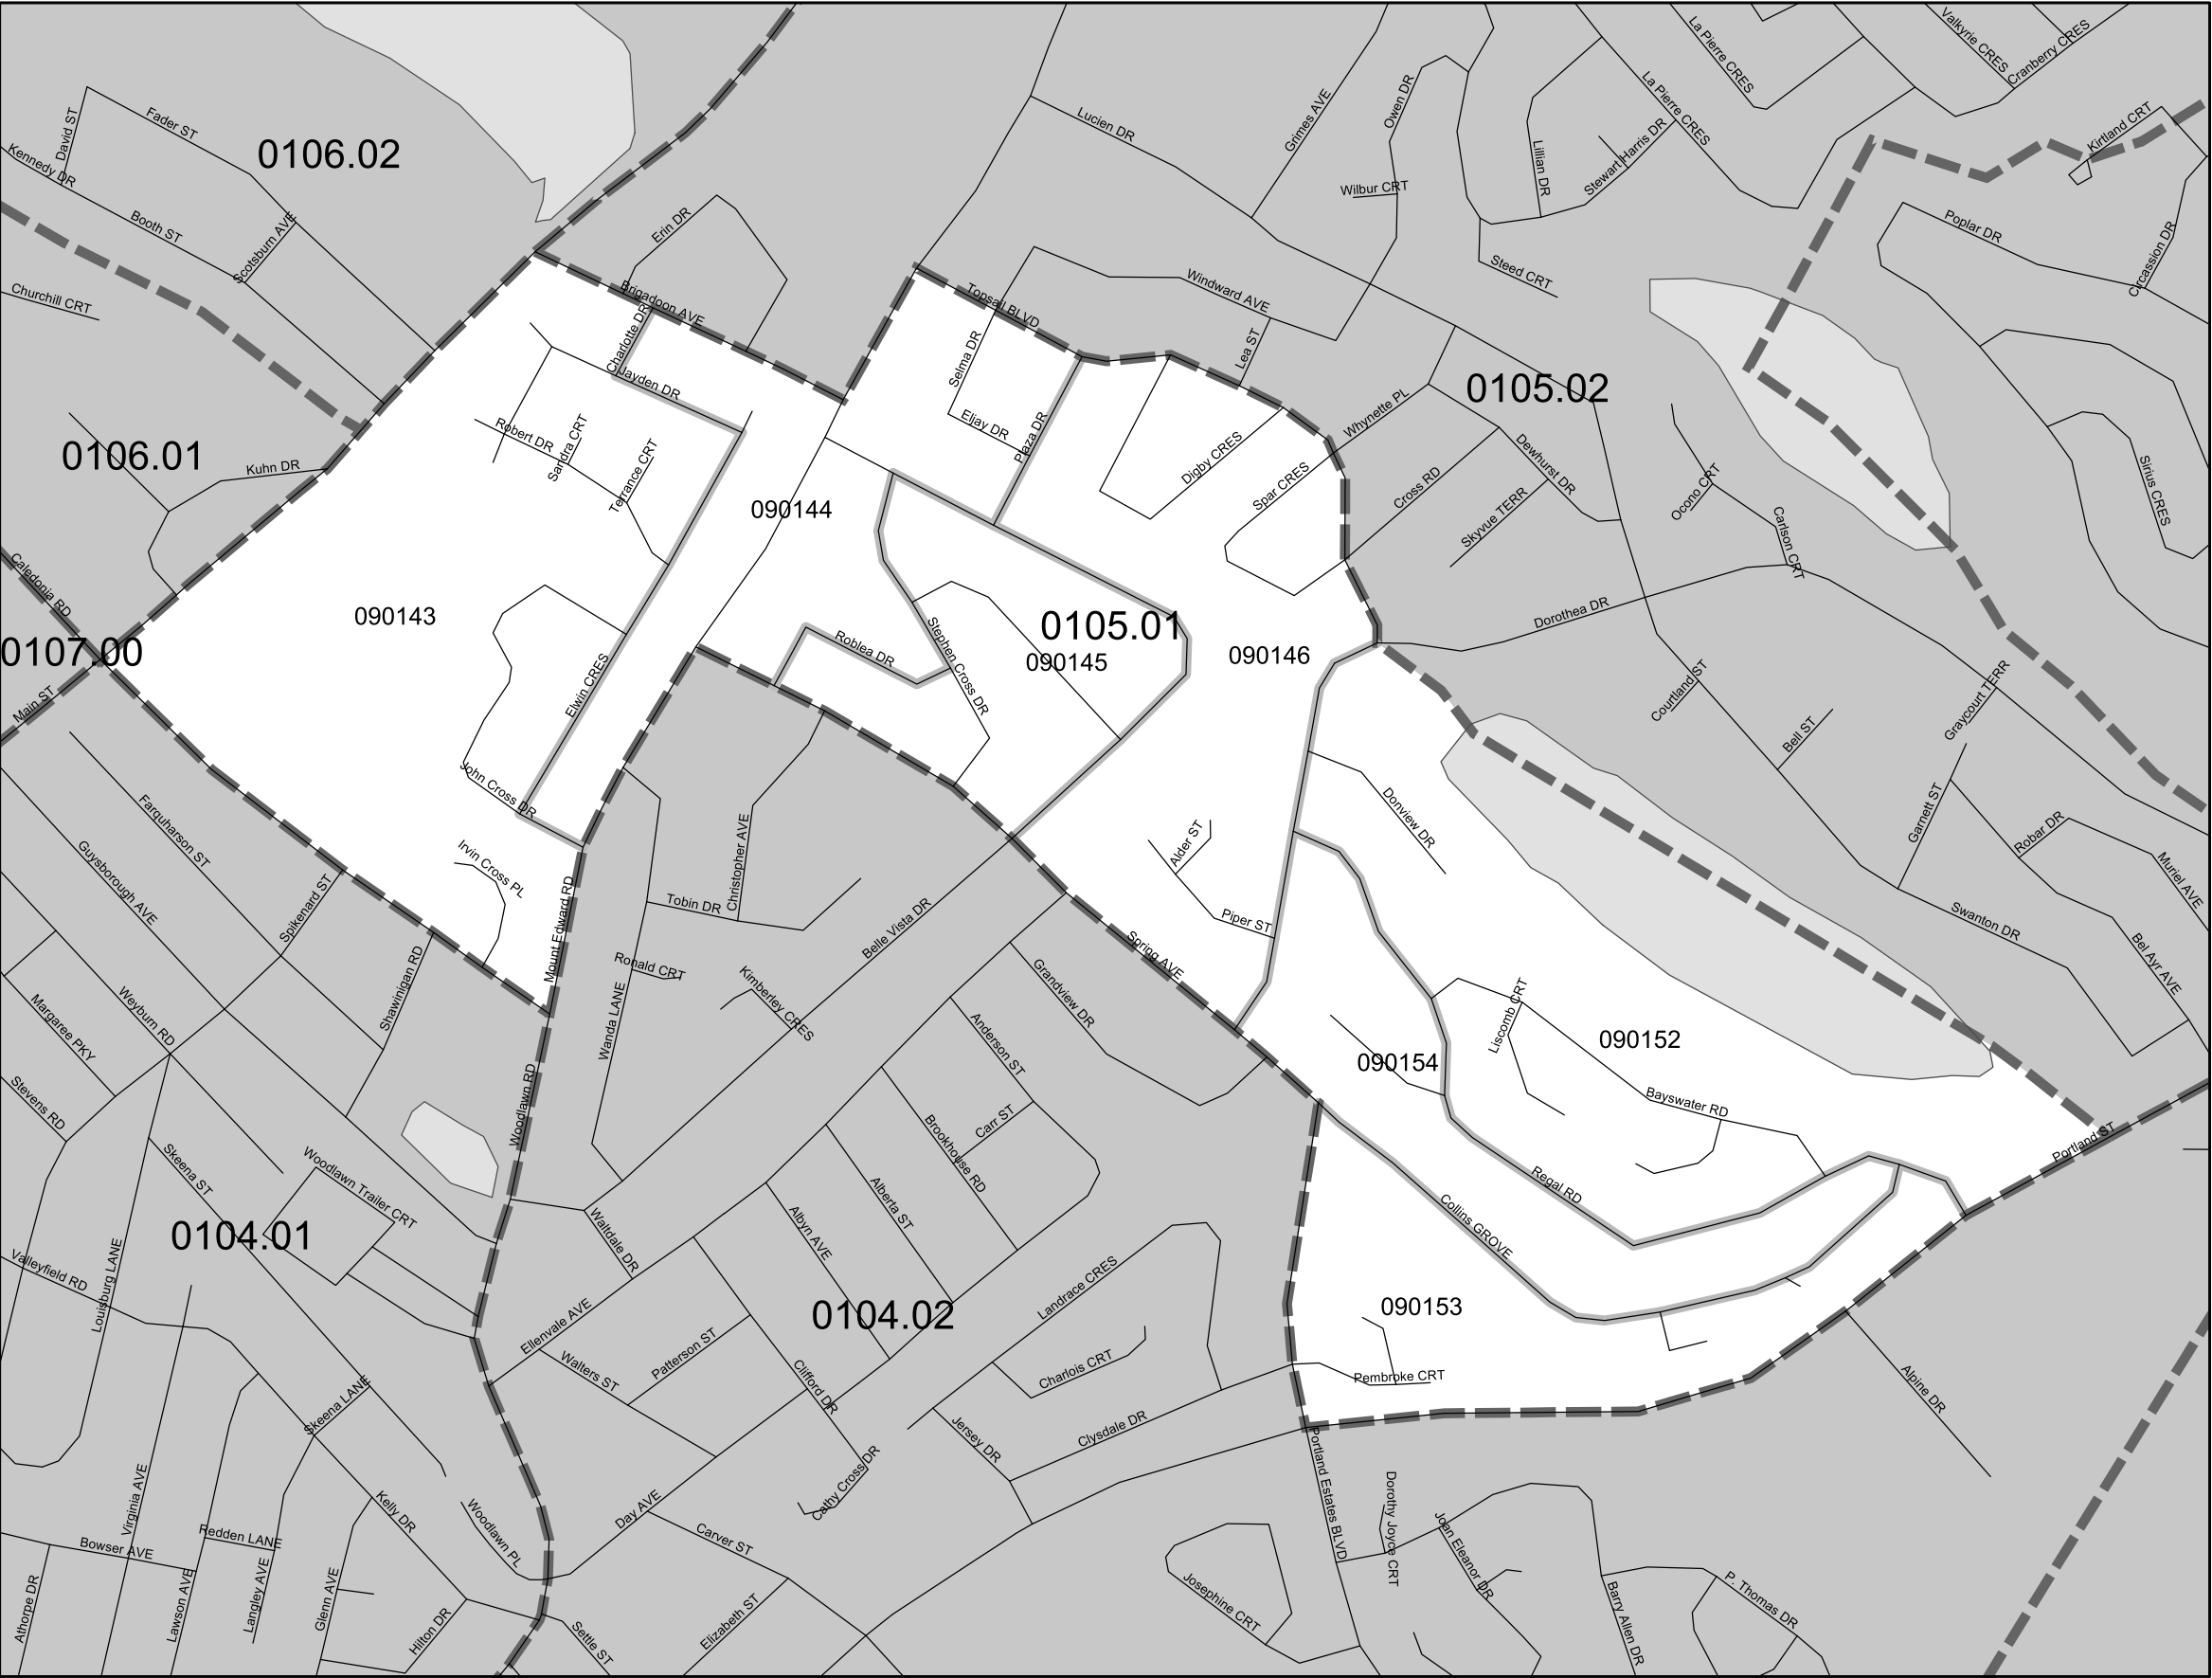 La Pierre CRES
Valkyrie CRES
Cranberry CRES
David ST
Fader ST
0106.02
Kennedy DR
Booth ST
Scotsburn AVE
Churchill CRT
Lucien DR
Grimes AVE
Owen DR
Wilbur CRT
Lillian DR
Stewart Harris DR
La Pierre CRES
Kirtland CRT
Poplar DR
Circassion DR
Steed CRT
Erin DR
Brigadoon AVE
Charlotte DR
Jayden DR
Topsail BLVD
Windward AVE
Lea ST
Selma DR
Eljay DR
Plaza DR
Digby CRES
Whynette PL
0105.02
Spar CRES
Cross RD
Dewhurst DR
Skyvue TERR
Ocono CRT
Carlson CRT
Sirius CRES
0106.01
Kuhn DR
Robert DR
Sandra CRT
Terrance CRT
090144
Caledonia RD
0107.00
Main ST
090143
Elwin CRES
John Cross DR
Irvin Cross PL
Roblea DR
Stephen Cross DR
0105.01
090145
090146
Dorothea DR
Courtland ST
Bell ST
Graycourt TERR
Garnett ST
Robar DR
Muriel AVE
Swanton DR
Bel Ayr AVE
Donview DR
Alder ST
Piper ST
Spring AVE
Farquharson ST
Guysborough AVE
Spikenard ST
Shawinigan RD
Weyburn RD
Margaree PKY
Stevens RD
Mount Edward RD
Woodlawn RD
Christopher AVE
Tobin DR
Ronald CRT
Wanda LANE
Kimberley CRES
Belle Vista DR
Grandview DR
Anderson ST
Carr ST
Brookhouse RD
Alberta ST
Albyn AVE
Liscomb CRT
090154
090152
Bayswater RD
Regal RD
Collins GROVE
Portland ST
090153
Pembroke CRT
Alpine DR
Skeena ST
Woodlawn Trailer CRT
0104.01
Valleyfield RD
Louisburg LANE
Waltdale DR
Ellenvale AVE
Walters ST
Patterson ST
Clifford DR
0104.02
Landrace CRES
Charlois CRT
Jersey DR
Clysdale DR
Cathy Cross DR
Day AVE
Carver ST
Elizabeth ST
Settle ST
Skeena LANE
Kelly DR
Woodlawn PL
Virginia AVE
Bowser AVE
Redden LANE
Athorpe DR
Lawson AVE
Langley AVE
Glenn AVE
Hilton DR
Portland Estates BLVD
Dorothy Joyce CRT
Joan Eleanor DR
Josephine CRT
Barry Allen DR
P. Thomas DR